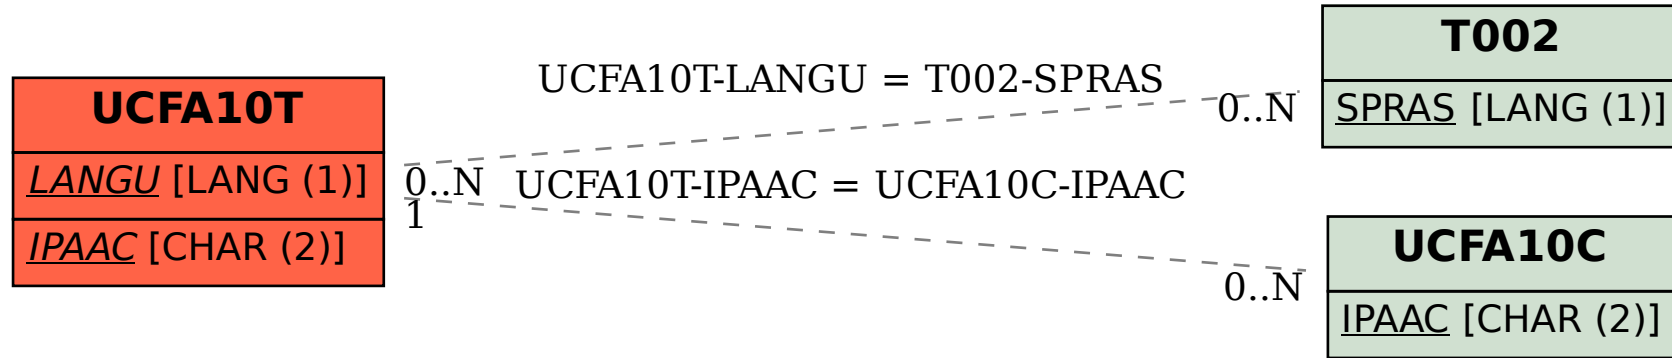 UCFA10T
LANGU [LANG (1)]
IPAAC [CHAR (2)]
UCFA10T-LANGU = T002-SPRAS
0..N
0..N
UCFA10T-IPAAC = UCFA10C-IPAAC
1
0..N
T002
SPRAS [LANG (1)]
UCFA10C
IPAAC [CHAR (2)]